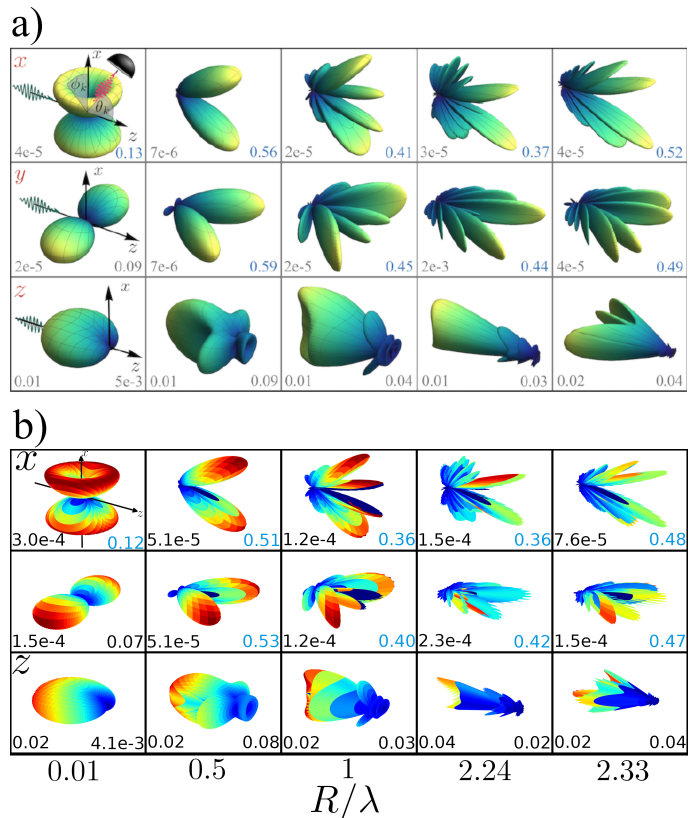 a)
x x ϕk θk z 4e-5 0.13 7e-6 0.56 2e-5 0.41 3e-5 0.37 4e-5 0.52
y x z 2e-5 0.09 7e-6 0.59 2e-5 0.45 2e-3 0.44 4e-5 0.49
z x z 0.01 5e-3 0.01 0.09 0.01 0.04 0.01 0.03 0.02 0.04
b)
x x z 3.0e-4 0.12 5.1e-5 0.51 1.2e-4 0.36 1.5e-4 0.36 7.6e-5 0.48
1.5e-4 0.07 5.1e-5 0.53 1.2e-4 0.40 2.3e-4 0.42 1.5e-4 0.47
z 0.02 4.1e-3 0.02 0.08 0.02 0.03 0.04 0.02 0.02 0.04
0.01 0.5 1 2.24 2.33
R/λ